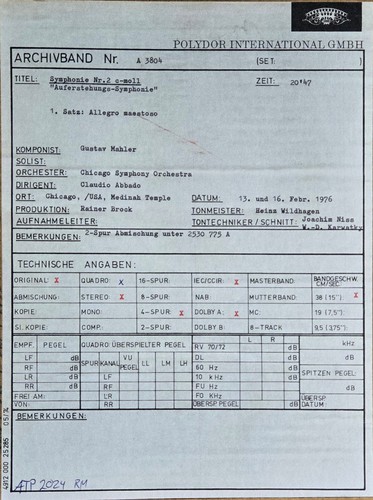 POLYDOR INTERNATIONAL GMBH
ARCHIVBAND Nr. A 3804 (SET: )
TITEL: Symphonie Nr.2 c-moll ZEIT: 20'47
"Auferstehungs-Symphonie"
1. Satz: Allegro maestoso
KOMPONIST: Gustav Mahler
SOLIST:
ORCHESTER: Chicago Symphony Orchestra
DIRIGENT: Claudio Abbado
ORT: Chicago, /USA, Medinah Temple DATUM: 13. und 16. Febr. 1976
PRODUKTION: Rainer Brock TONMEISTER: Heinz Wildhagen
AUFNAHMELEITER: TONTECHNIKER / SCHNITT: Joachim Niss
W.-D. Karwatky
BEMERKUNGEN: 2-Spur Abmischung unter 2530 775 A
TECHNISCHE ANGABEN:
ORIGINAL: x QUADRO: x 16-SPUR: IEC/CCIR: x MASTERBAND: BANDGESCHW. CM/SEC:
ABMISCHUNG: STEREO: x 8-SPUR: NAB: MUTTERBAND: 38 (15") x
KOPIE: MONO: 4-SPUR x DOLBY A: x MC: 19 (7,5")
SI. KOPIE: COMP.: 2-SPUR: DOLBY B: 8-TRACK 9,5 (3,75")
EMPF. PEGEL QUADRO ÜBERSPIELTER PEGEL L R kHz
LF dB SPUR KANAL VU PEGEL LL LM LH RV 70/72 dB
RF dB LF DL dB
LR dB RF 60 Hz dB SPITZEN PEGEL:
RR dB LR 10 kHz dB dB
FREI AM: RR FU Hz dB
VON: FO KHz dB ÜBERSP.
ÜBERSP. PEGEL dB DATUM:
BEMERKUNGEN:
4912 000 25285 05/74
ATP 2024 RM